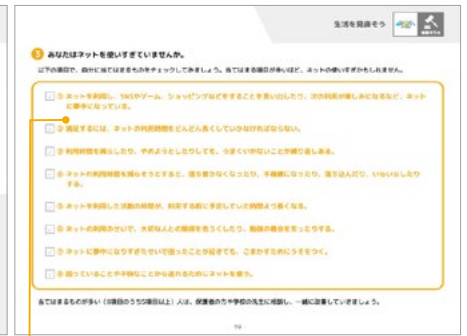 生活を見直そう
3 あなたはネットを使いすぎていませんか。
以下の項目で、自分に当てはまるものをチェックしてみましょう。当てはまる項目が多いほど、ネットの使いすぎかもしれません。
① ネットを利用し、SNSやゲーム、ショッピングなどをすることを思い出したり、次の利用が楽しみになるなど、ネット
に夢中になっている。
② 満足するには、ネットの利用時間をどんどん長くしていかなければならない。
③ 利用時間を減らしたり、やめようとしたりしても、うまくいかないことが繰り返しある。
④ ネットの利用時間を減らそうとすると、落ち着かなくなったり、不機嫌になったり、落ち込んだり、いらいらしたり
する。
⑤ ネットを利用した活動の時間が、利用する前に予定していた時間より長くなる。
⑥ ネットの利用のせいで、大切な人との関係を危うくしたり、勉強の機会を失ったりする。
⑦ ネットに夢中になりすぎたせいで困ったことが起きても、ごまかすためにうそをつく。
⑧ 困っていることや不快なことから逃れるためにネットを使う。
当てはまるものが多い（8項目のうち5項目以上）人は、保護者の方や学校の先生に相談し、一緒に改善していきましょう。